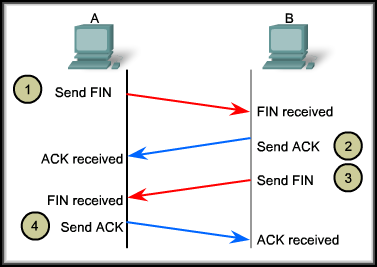 A
B
1 Send FIN
FIN received
Send ACK 2
ACK received
Send FIN 3
FIN received
4 Send ACK
ACK received